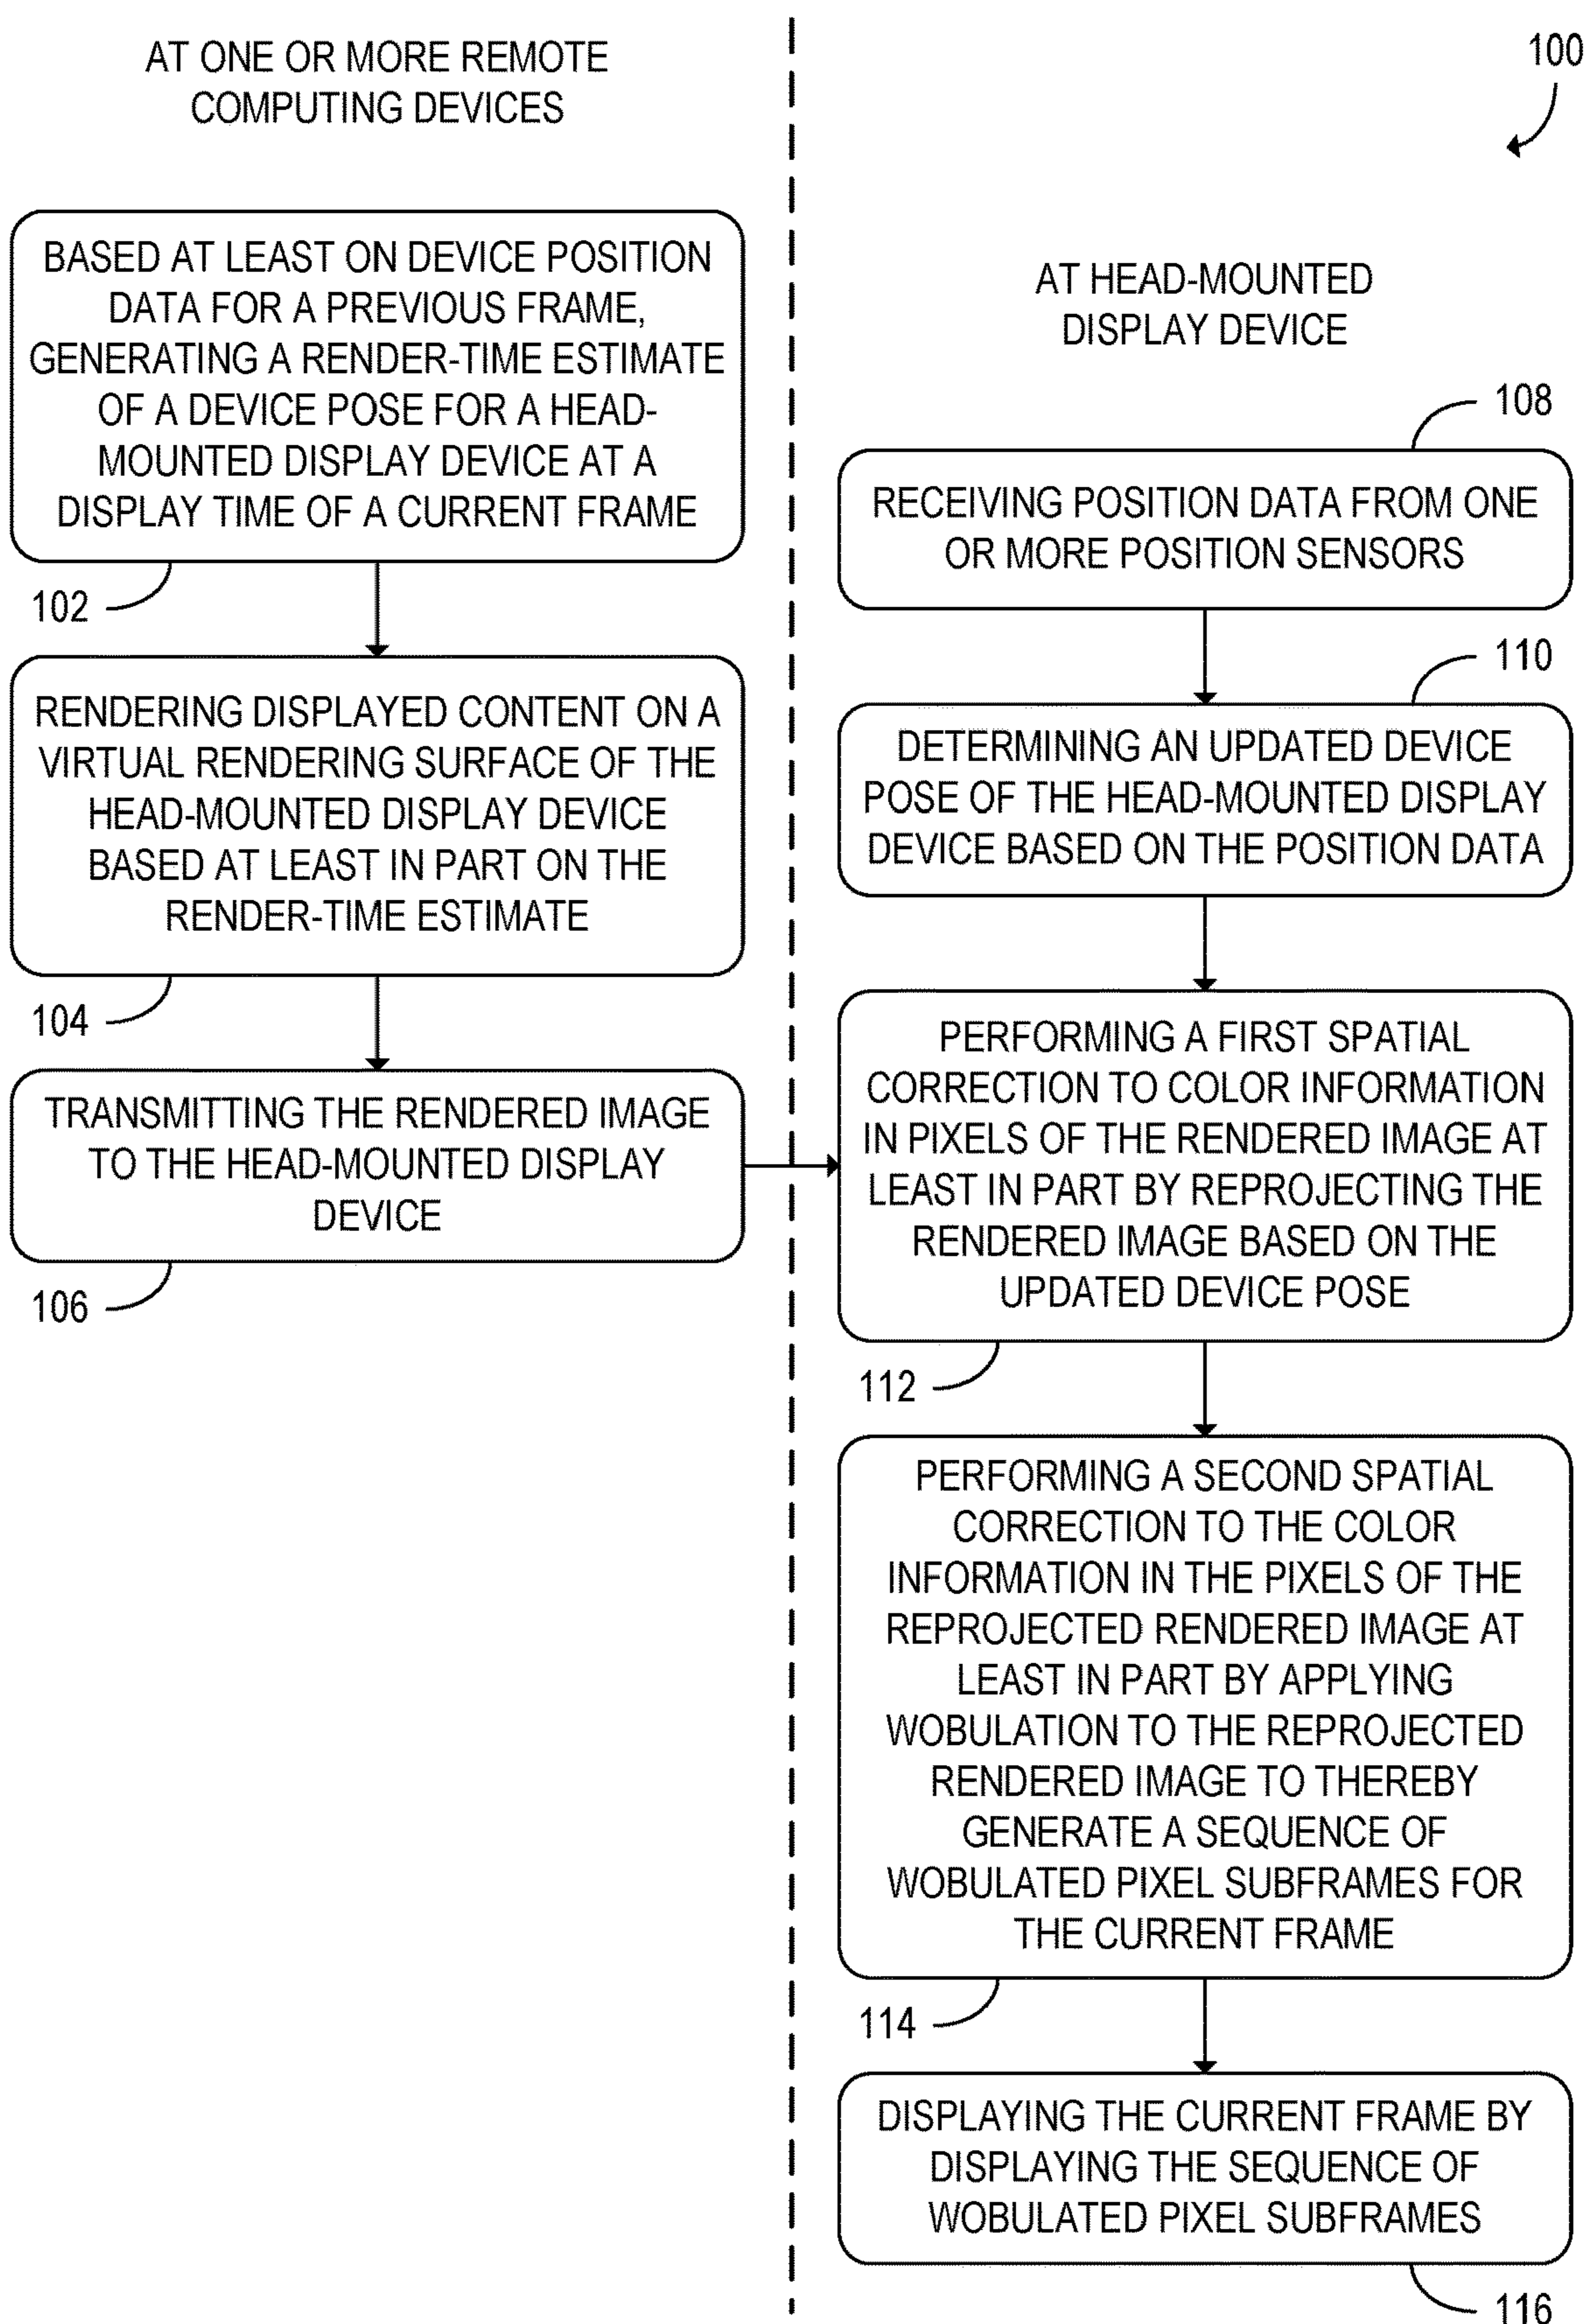 AT ONE OR MORE REMOTE
COMPUTING DEVICES
BASED AT LEAST ON DEVICE POSITION
DATA FOR A PREVIOUS FRAME,
GENERATING A RENDER-TIME ESTIMATE
OF A DEVICE POSE FOR A HEAD-
MOUNTED DISPLAY DEVICE AT A
DISPLAY TIME OF A CURRENT FRAME
102
RENDERING DISPLAYED CONTENT ON A
VIRTUAL RENDERING SURFACE OF THE
HEAD-MOUNTED DISPLAY DEVICE
BASED AT LEAST IN PART ON THE
RENDER-TIME ESTIMATE
104
TRANSMITTING THE RENDERED IMAGE
TO THE HEAD-MOUNTED DISPLAY
DEVICE
106
100
AT HEAD-MOUNTED
DISPLAY DEVICE
108
RECEIVING POSITION DATA FROM ONE
OR MORE POSITION SENSORS
110
DETERMINING AN UPDATED DEVICE
POSE OF THE HEAD-MOUNTED DISPLAY
DEVICE BASED ON THE POSITION DATA
PERFORMING A FIRST SPATIAL
CORRECTION TO COLOR INFORMATION
IN PIXELS OF THE RENDERED IMAGE AT
LEAST IN PART BY REPROJECTING THE
RENDERED IMAGE BASED ON THE
UPDATED DEVICE POSE
112
PERFORMING A SECOND SPATIAL
CORRECTION TO THE COLOR
INFORMATION IN THE PIXELS OF THE
REPROJECTED RENDERED IMAGE AT
LEAST IN PART BY APPLYING
WOBULATION TO THE REPROJECTED
RENDERED IMAGE TO THEREBY
GENERATE A SEQUENCE OF
WOBULATED PIXEL SUBFRAMES FOR
THE CURRENT FRAME
114
DISPLAYING THE CURRENT FRAME BY
DISPLAYING THE SEQUENCE OF
WOBULATED PIXEL SUBFRAMES
116